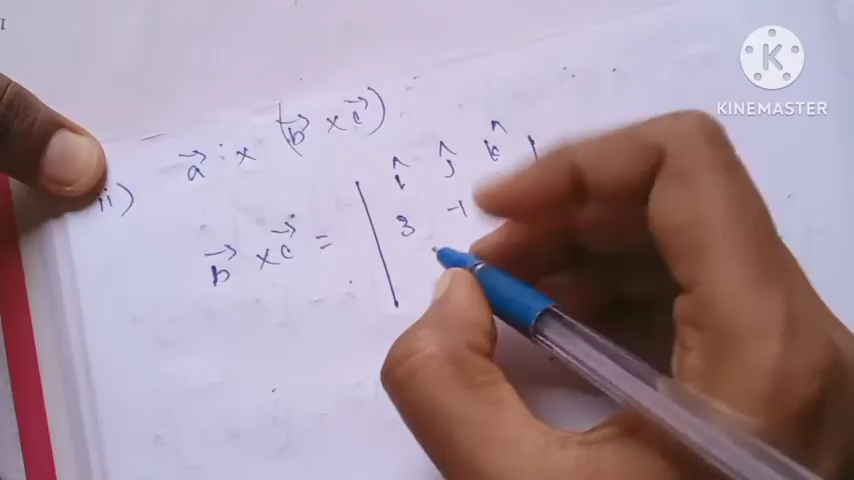 ii) a⃗ × (b⃗ × c⃗)
î ĵ k̂
b⃗ × c⃗ = | 3 -1
KINEMASTER